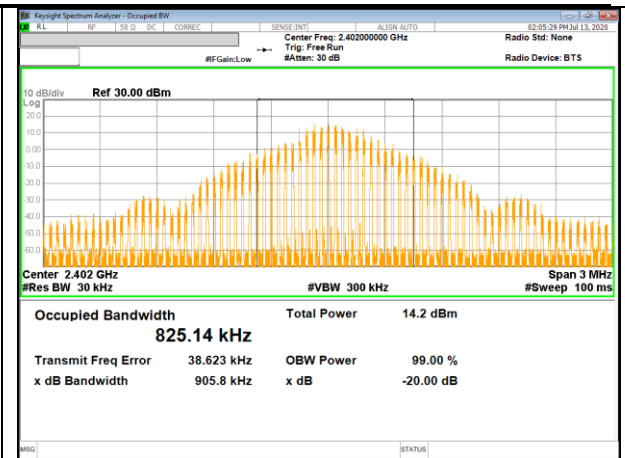 Keysight Spectrum Analyzer - Occupied BW
RL RF 50 Ω DC CORREC SENSE:INT ALIGN AUTO 02:05:29 PM Jul 13, 2020
Center Freq: 2.402000000 GHz Radio Std: None
Trig: Free Run
#IFGain:Low #Atten: 30 dB Radio Device: BTS
10 dB/div Ref 30.00 dBm
Log
20.0
10.0
0.00
-10.0
-20.0
-30.0
-40.0
-50.0
-60.0
Center 2.402 GHz Span 3 MHz
#Res BW 30 kHz #VBW 300 kHz #Sweep 100 ms
Occupied Bandwidth Total Power 14.2 dBm
825.14 kHz
Transmit Freq Error 38.623 kHz OBW Power 99.00 %
x dB Bandwidth 905.8 kHz x dB -20.00 dB
MSG STATUS